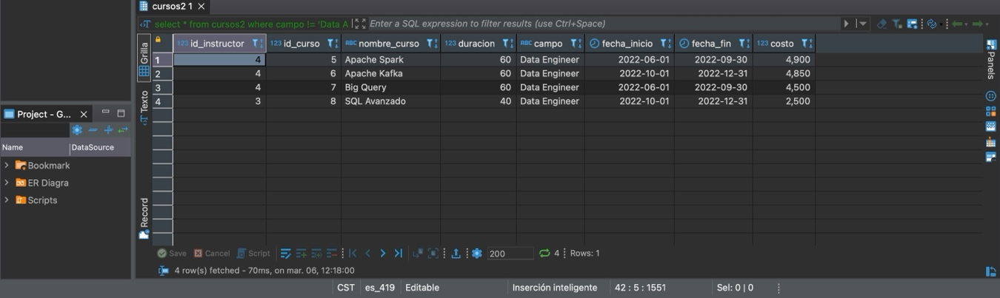 cursos2 1
select * from cursos2 where campo != 'Data A
Enter a SQL expression to filter results (use Ctrl+Space)
123 id_instructor 123 id_curso ABC nombre_curso 123 duracion ABC campo fecha_inicio fecha_fin 123 costo
1 4 5 Apache Spark 60 Data Engineer 2022-06-01 2022-09-30 4,900
2 4 6 Apache Kafka 60 Data Engineer 2022-10-01 2022-12-31 4,850
3 4 7 Big Query 60 Data Engineer 2022-06-01 2022-09-30 4,500
4 3 8 SQL Avanzado 40 Data Engineer 2022-10-01 2022-12-31 2,500
Grilla
Texto
Record
Panels
Project - G...
Name DataSource
Bookmark
ER Diagra
Scripts
Save Cancel Script 200 4 Rows: 1
4 row(s) fetched - 70ms, on mar. 06, 12:18:00
CST es_419 Editable Inserción inteligente 42 : 5 : 1551 Sel: 0 | 0